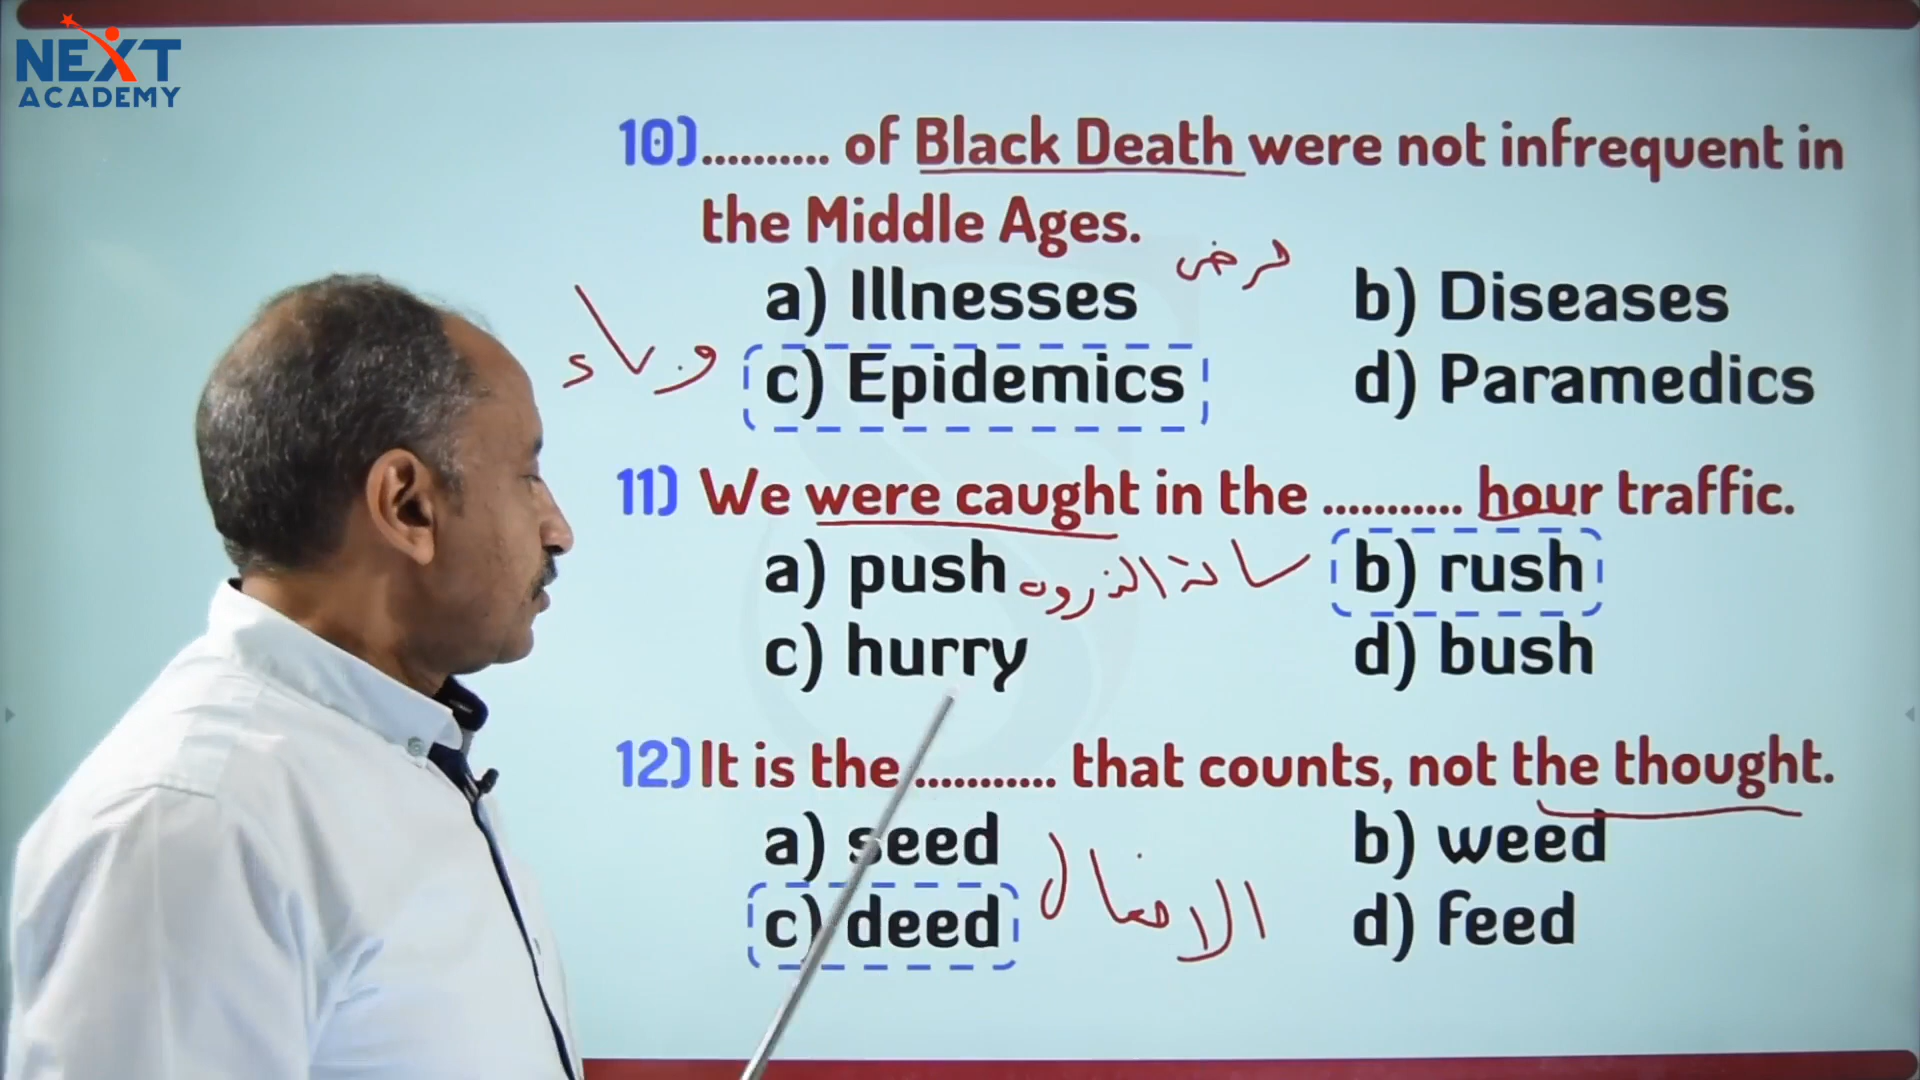 NEXT
ACADEMY
10).......... of Black Death were not infrequent in
the Middle Ages.
مرض
a) Illnesses b) Diseases
وباء
c) Epidemics d) Paramedics
11) We were caught in the ........... hour traffic.
a) push ساعة الذروة b) rush
c) hurry d) bush
12) It is the ........... that counts, not the thought.
a) seed b) weed
c) deed الافعال d) feed